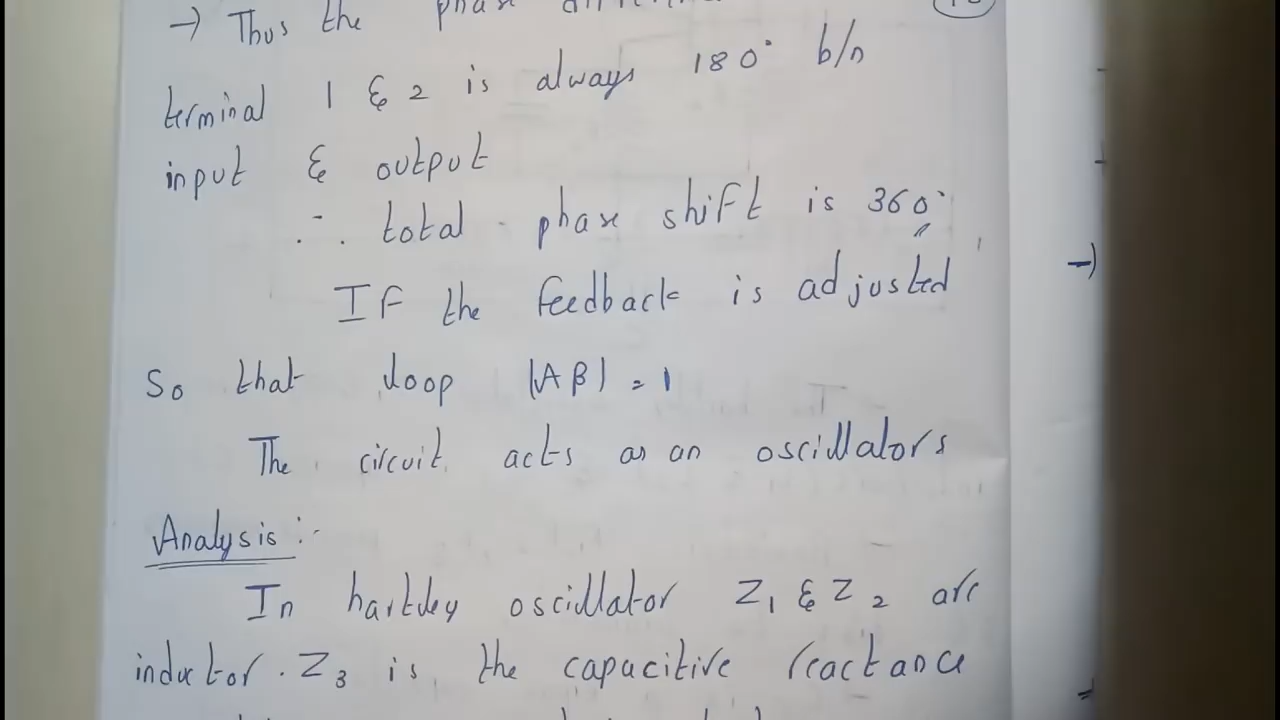 → Thus the phase
terminal 1 & 2 is always 180° b/n
input & output
∴ total phase shift is 360°
If the feedback is adjusted
So that loop |Aβ| = 1
The circuit acts as an oscillators
Analysis :-
In hartley oscillator Z1 & Z2 are
inductor. Z3 is the capacitive reactance